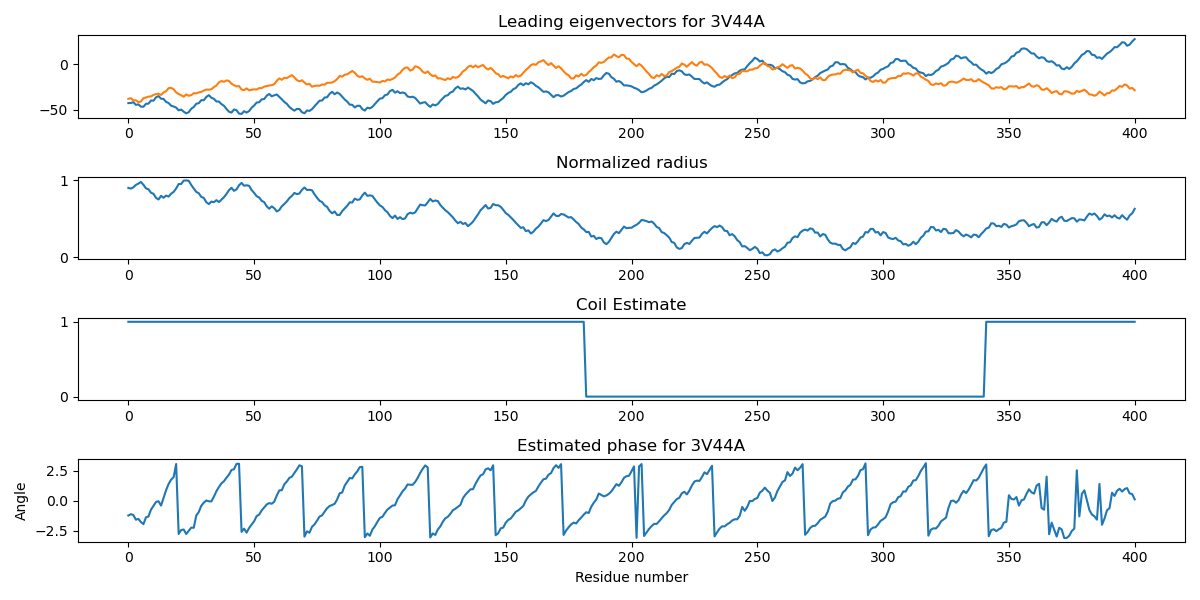 Leading eigenvectors for 3V44A
0
−50
0 50 100 150 200 250 300 350 400
Normalized radius
1
0
0 50 100 150 200 250 300 350 400
Coil Estimate
1
0
0 50 100 150 200 250 300 350 400
Estimated phase for 3V44A
Angle
2.5
0.0
−2.5
0 50 100 150 200 250 300 350 400
Residue number